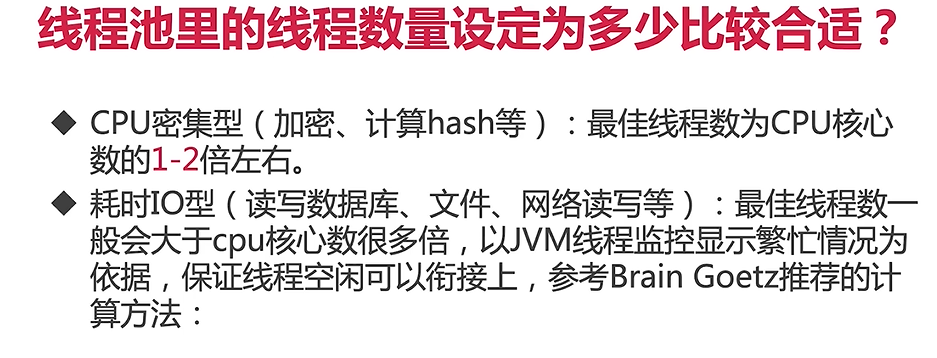 线程池里的线程数量设定为多少比较合适？
◆ CPU密集型（加密、计算hash等）：最佳线程数为CPU核心
数的1-2倍左右。
◆ 耗时IO型（读写数据库、文件、网络读写等）：最佳线程数一
般会大于cpu核心数很多倍，以JVM线程监控显示繁忙情况为
依据，保证线程空闲可以衔接上，参考Brain Goetz推荐的计
算方法：